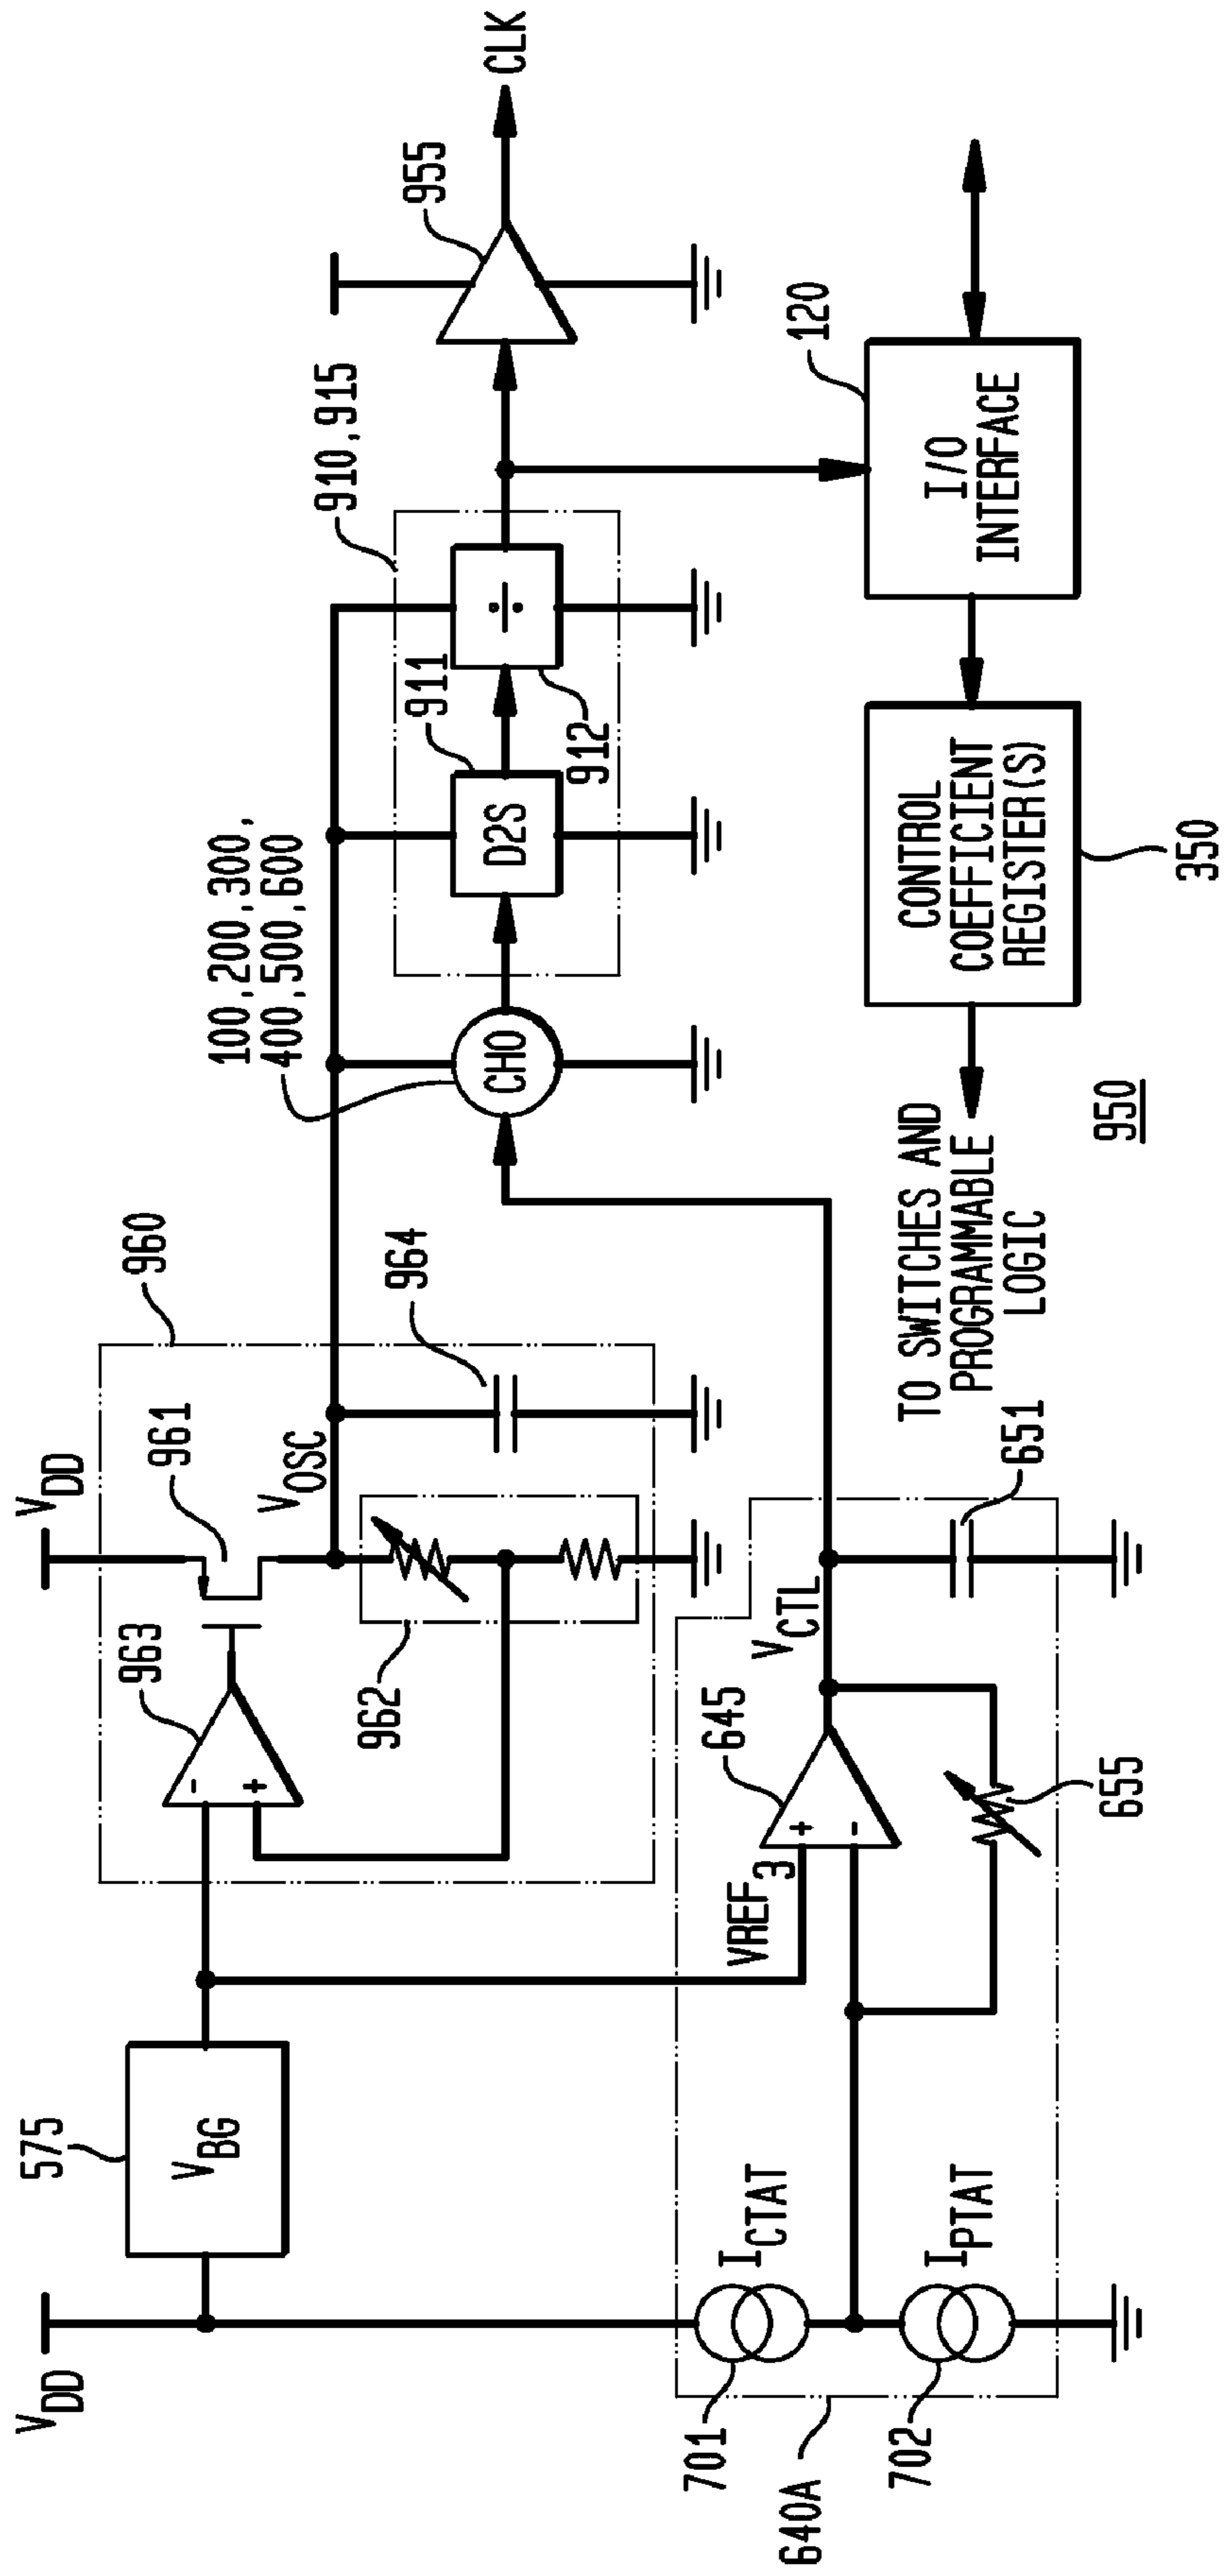 V_DD
575
V_BG
963
V_DD
961
960
V_OSC
962
964
-
+
100,200,300,
400,500,600
CHO
911
D2S
912
÷
910,915
955
CLK
701
I_CTAT
702
I_PTAT
640A
VREF_3
645
+
-
655
V_CTL
651
TO SWITCHES AND
PROGRAMMABLE
LOGIC
CONTROL
COEFFICIENT
REGISTER(S)
350
I/O
INTERFACE
120
950